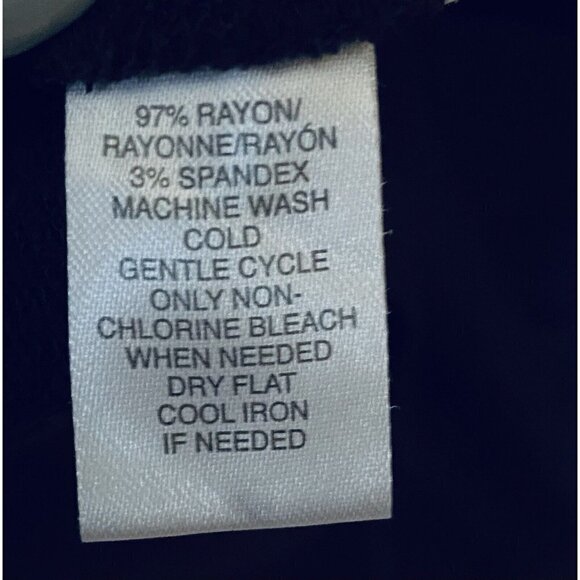 97% RAYON/
RAYONNE/RAYÓN
3% SPANDEX
MACHINE WASH
COLD
GENTLE CYCLE
ONLY NON-
CHLORINE BLEACH
WHEN NEEDED
DRY FLAT
COOL IRON
IF NEEDED